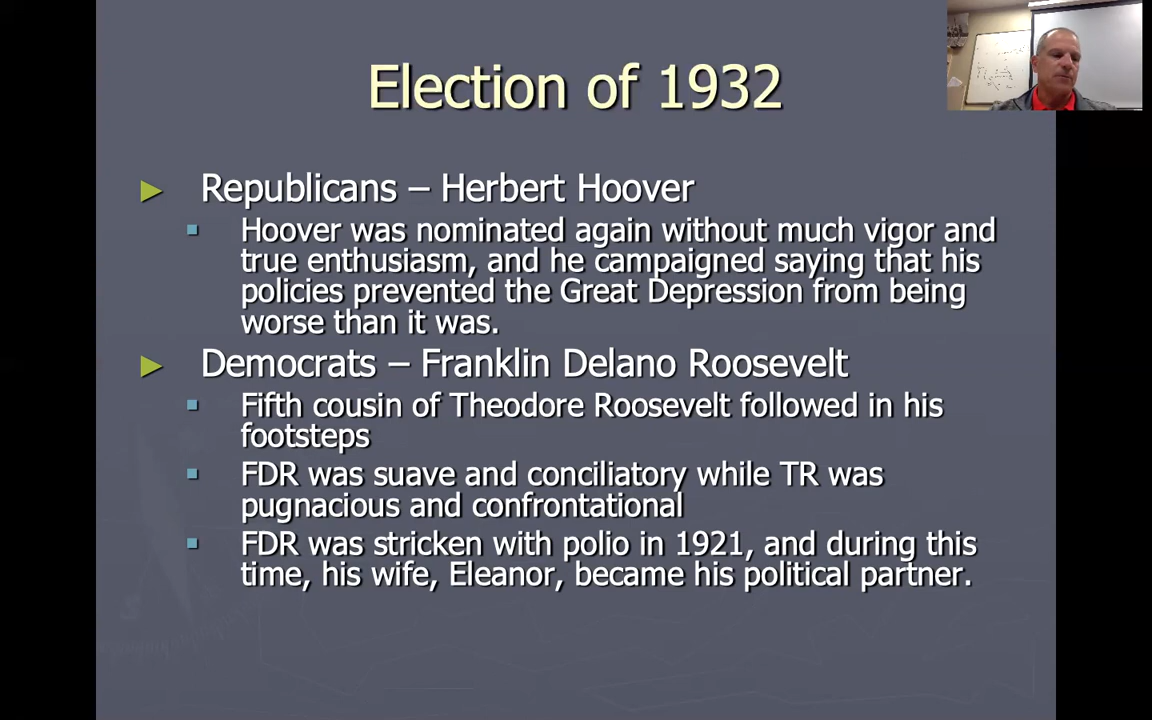 Election of 1932
Republicans – Herbert Hoover
Hoover was nominated again without much vigor and
true enthusiasm, and he campaigned saying that his
policies prevented the Great Depression from being
worse than it was.
Democrats – Franklin Delano Roosevelt
Fifth cousin of Theodore Roosevelt followed in his
footsteps
FDR was suave and conciliatory while TR was
pugnacious and confrontational
FDR was stricken with polio in 1921, and during this
time, his wife, Eleanor, became his political partner.